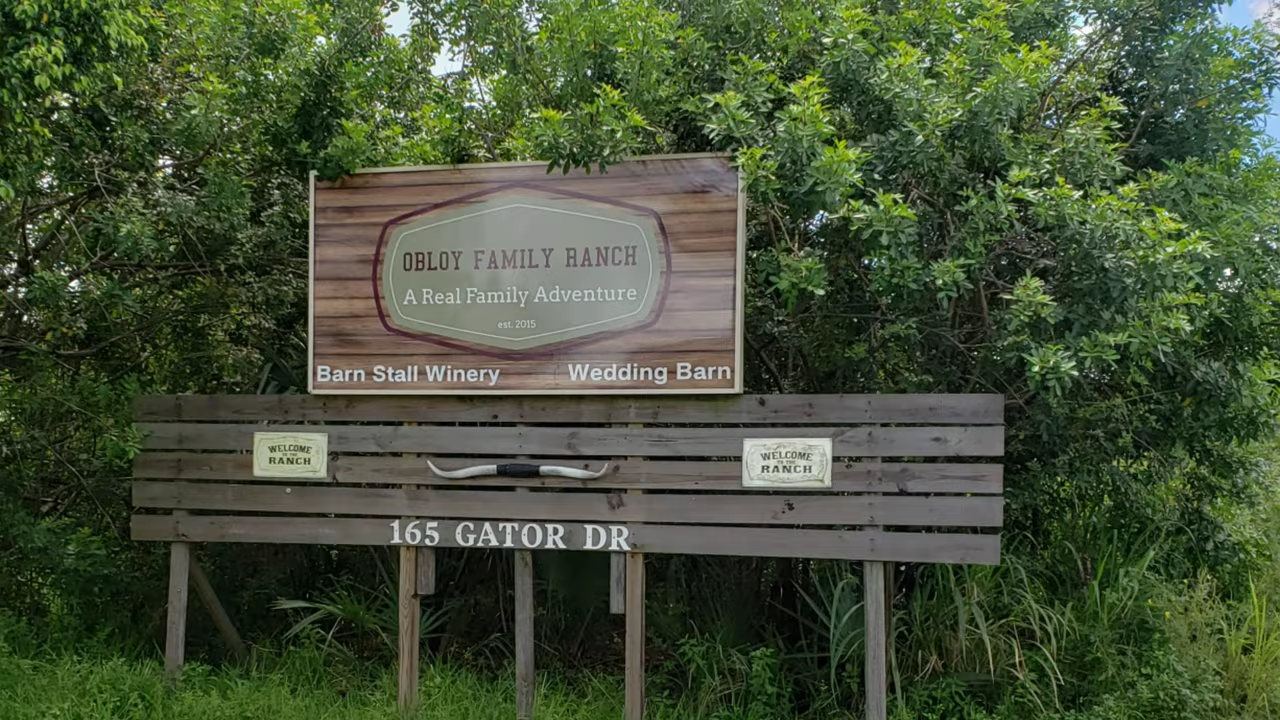 OBLOY FAMILY RANCH
A Real Family Adventure
est. 2015
Barn Stall Winery
Wedding Barn
WELCOME
TO THE
RANCH
WELCOME
TO THE
RANCH
165 GATOR DR